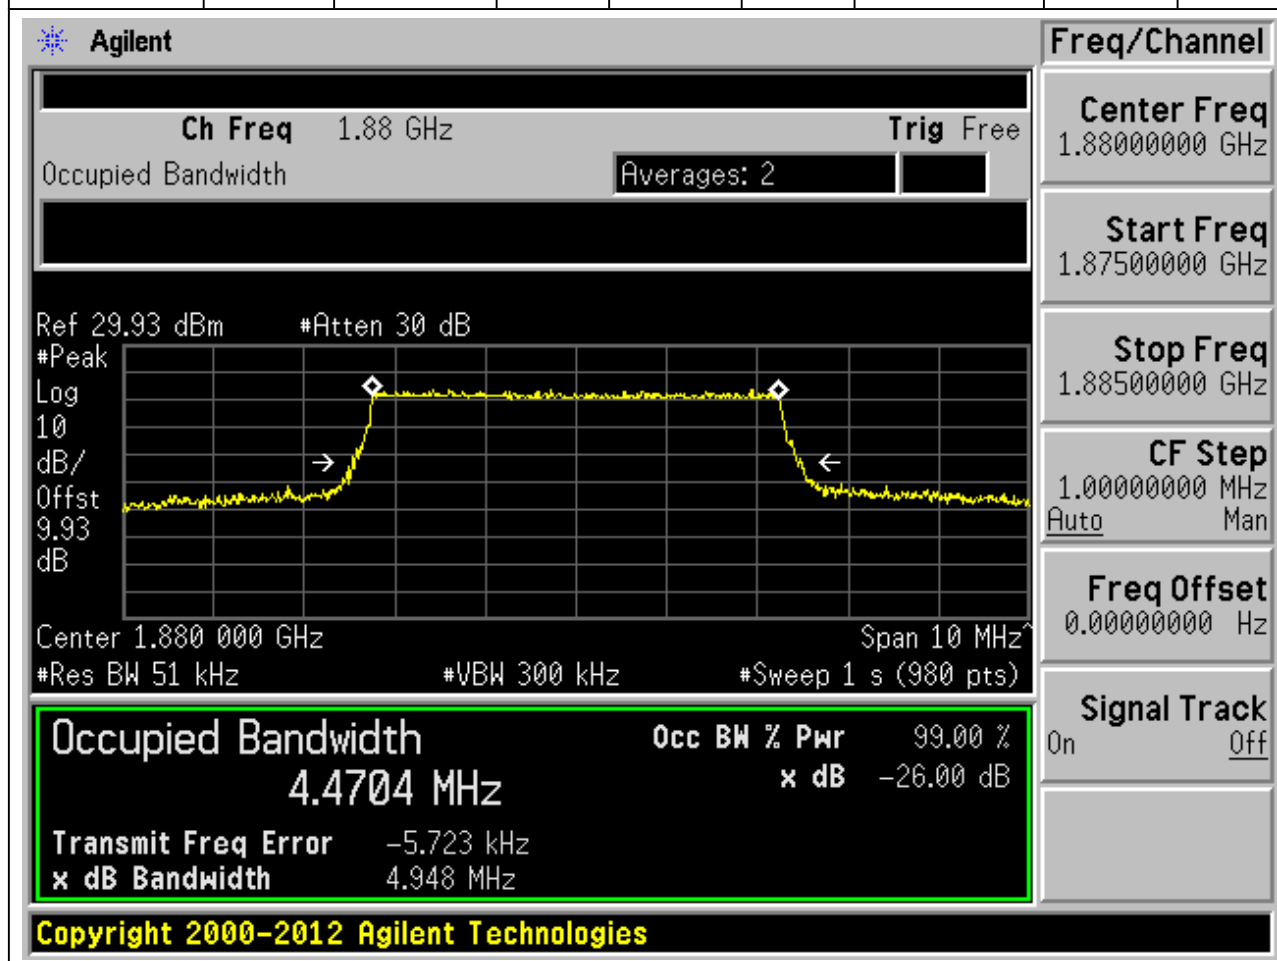 Agilent
Freq/Channel
Ch Freq 1.88 GHz Trig Free
Occupied Bandwidth Averages: 2
Center Freq
1.88000000 GHz
Start Freq
1.87500000 GHz
Stop Freq
1.88500000 GHz
CF Step
1.00000000 MHz
Auto Man
Freq Offset
0.00000000 Hz
Signal Track
On Off
Ref 29.93 dBm #Atten 30 dB
#Peak
Log
10
dB/
Offst
9.93
dB
Center 1.880 000 GHz Span 10 MHz^
#Res BW 51 kHz #VBW 300 kHz #Sweep 1 s (980 pts)
Occupied Bandwidth Occ BW % Pwr 99.00 %
4.4704 MHz x dB -26.00 dB
Transmit Freq Error -5.723 kHz
x dB Bandwidth 4.948 MHz
Copyright 2000-2012 Agilent Technologies